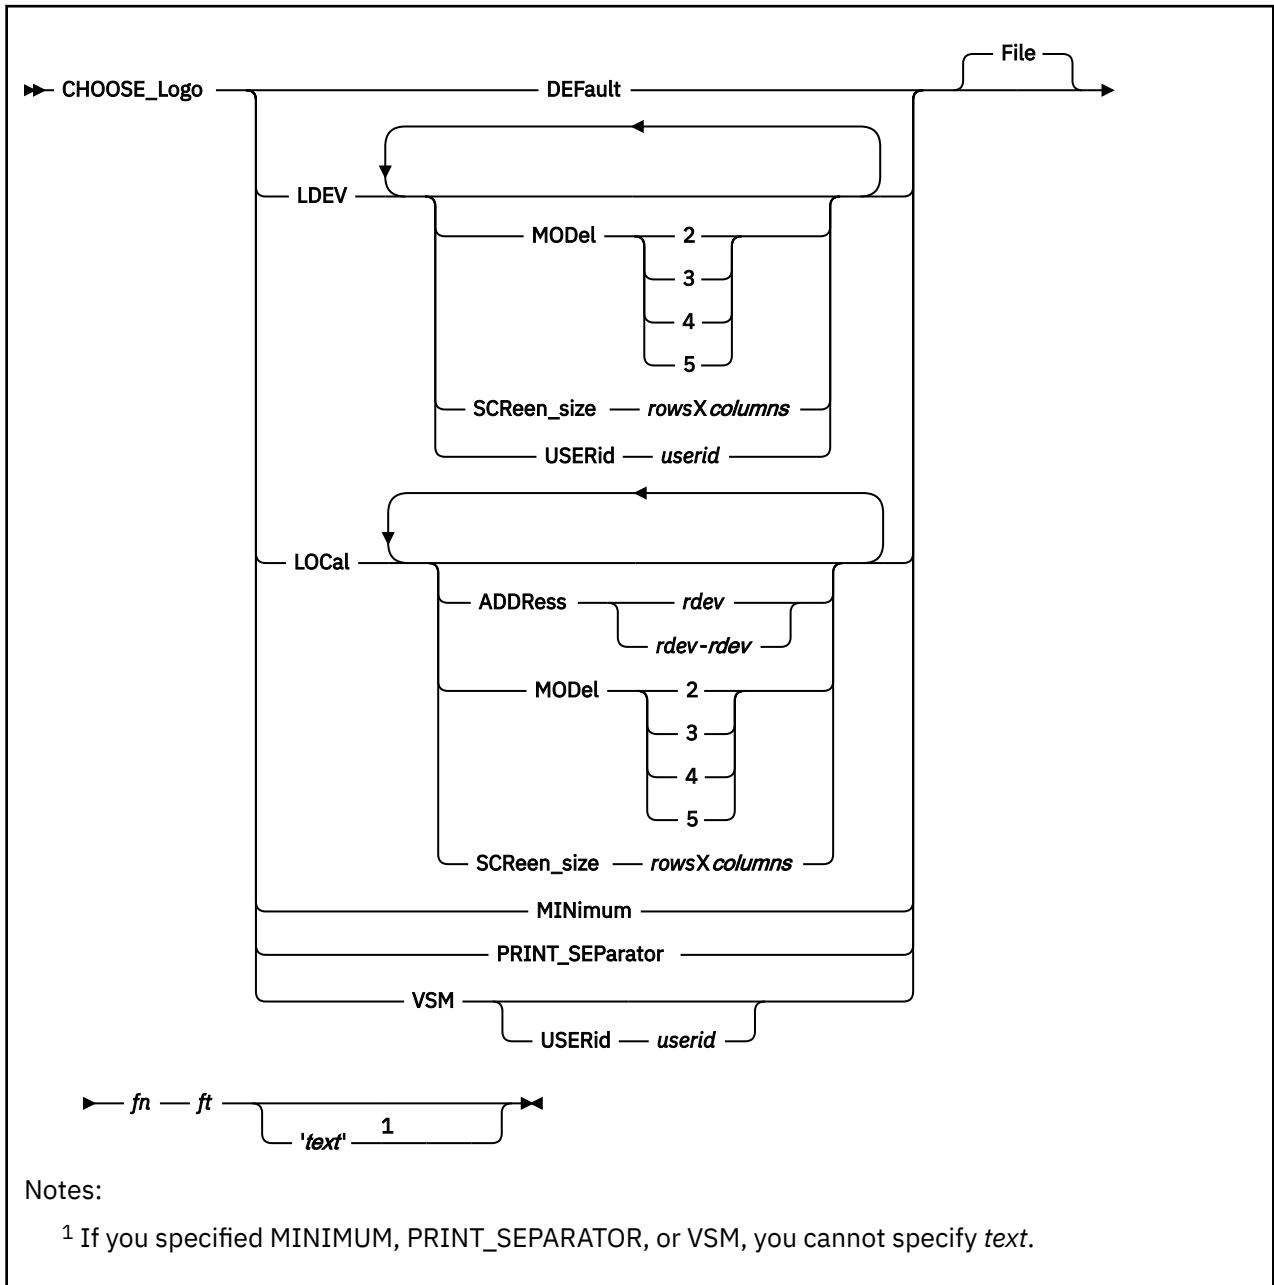 File
CHOOSE_Logo DEFault
LDEV
MODel 2
3
4
5
SCReen_size rowsXcolumns
USERid userid
LOCal
ADDRess rdev
rdev-rdev
MODel 2
3
4
5
SCReen_size rowsXcolumns
MINimum
PRINT_SEParator
VSM
USERid userid
fn ft
'text' 1
Notes:
1 If you specified MINIMUM, PRINT_SEPARATOR, or VSM, you cannot specify text.